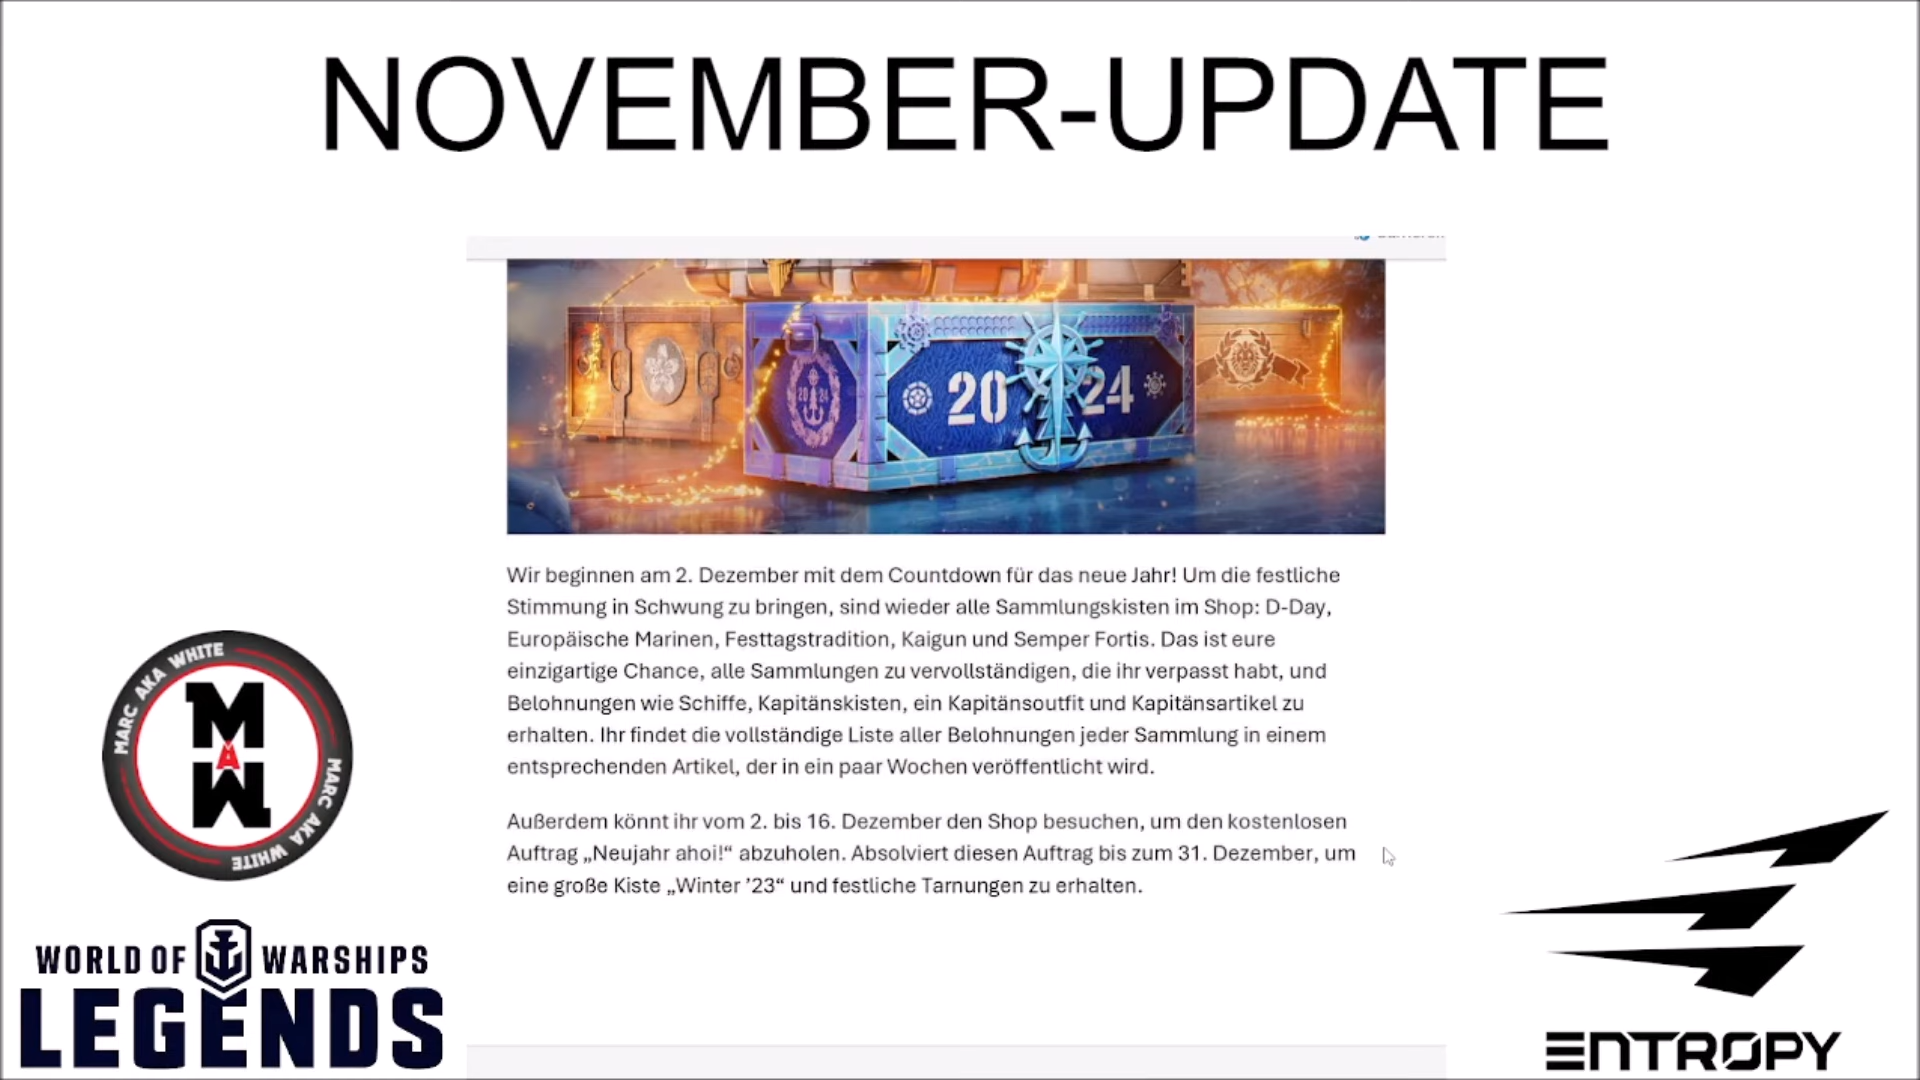 NOVEMBER-UPDATE
20 24
20 24
Wir beginnen am 2. Dezember mit dem Countdown für das neue Jahr! Um die festliche
Stimmung in Schwung zu bringen, sind wieder alle Sammlungskisten im Shop: D-Day,
Europäische Marinen, Festtagstradition, Kaigun und Semper Fortis. Das ist eure
einzigartige Chance, alle Sammlungen zu vervollständigen, die ihr verpasst habt, und
Belohnungen wie Schiffe, Kapitänskisten, ein Kapitänsoutfit und Kapitänsartikel zu
erhalten. Ihr findet die vollständige Liste aller Belohnungen jeder Sammlung in einem
entsprechenden Artikel, der in ein paar Wochen veröffentlicht wird.
Außerdem könnt ihr vom 2. bis 16. Dezember den Shop besuchen, um den kostenlosen
Auftrag „Neujahr ahoi!“ abzuholen. Absolviert diesen Auftrag bis zum 31. Dezember, um
eine große Kiste „Winter ’23“ und festliche Tarnungen zu erhalten.
MARC AKA WHITE
M
A
W
MARC AKA WHITE
WORLD OF WARSHIPS
LEGENDS
ENTROPY